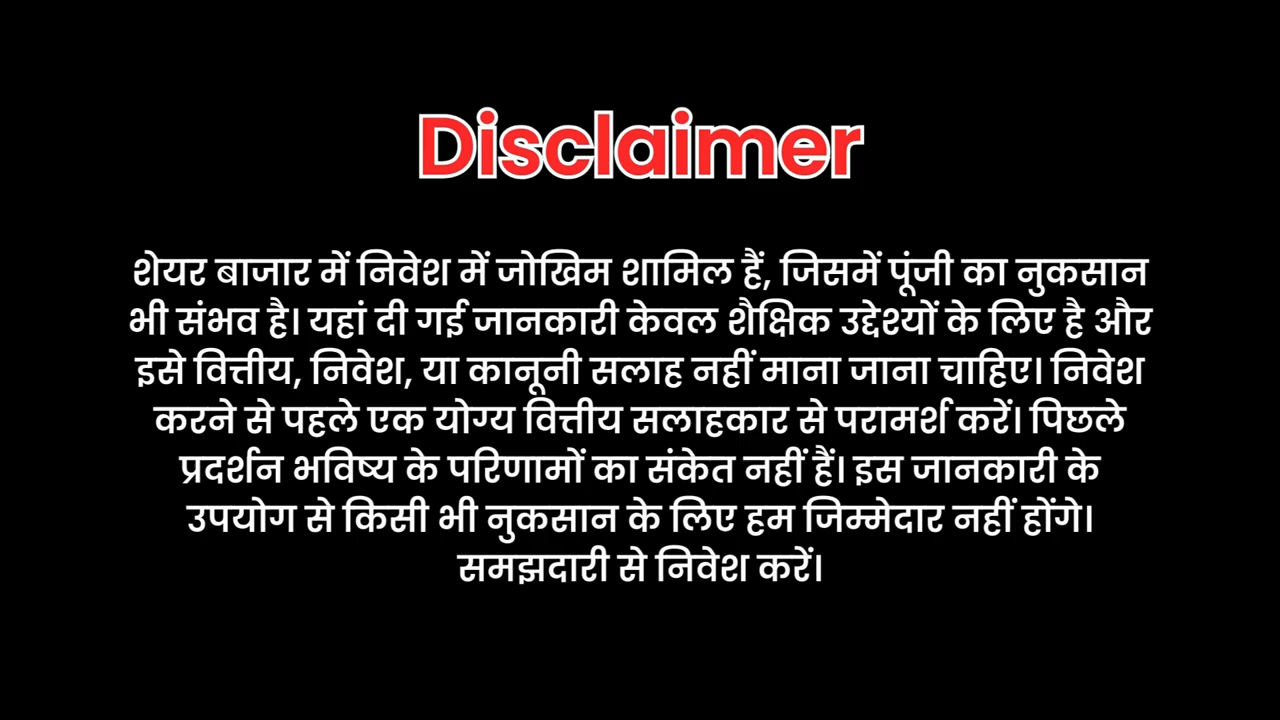 Disclaimer
शेयर बाजार में निवेश में जोखिम शामिल हैं, जिसमें पूंजी का नुकसान
भी संभव है। यहां दी गई जानकारी केवल शैक्षिक उद्देश्यों के लिए है और
इसे वित्तीय, निवेश, या कानूनी सलाह नहीं माना जाना चाहिए। निवेश
करने से पहले एक योग्य वित्तीय सलाहकार से परामर्श करें। पिछले
प्रदर्शन भविष्य के परिणामों का संकेत नहीं हैं। इस जानकारी के
उपयोग से किसी भी नुकसान के लिए हम जिम्मेदार नहीं होंगे।
समझदारी से निवेश करें।